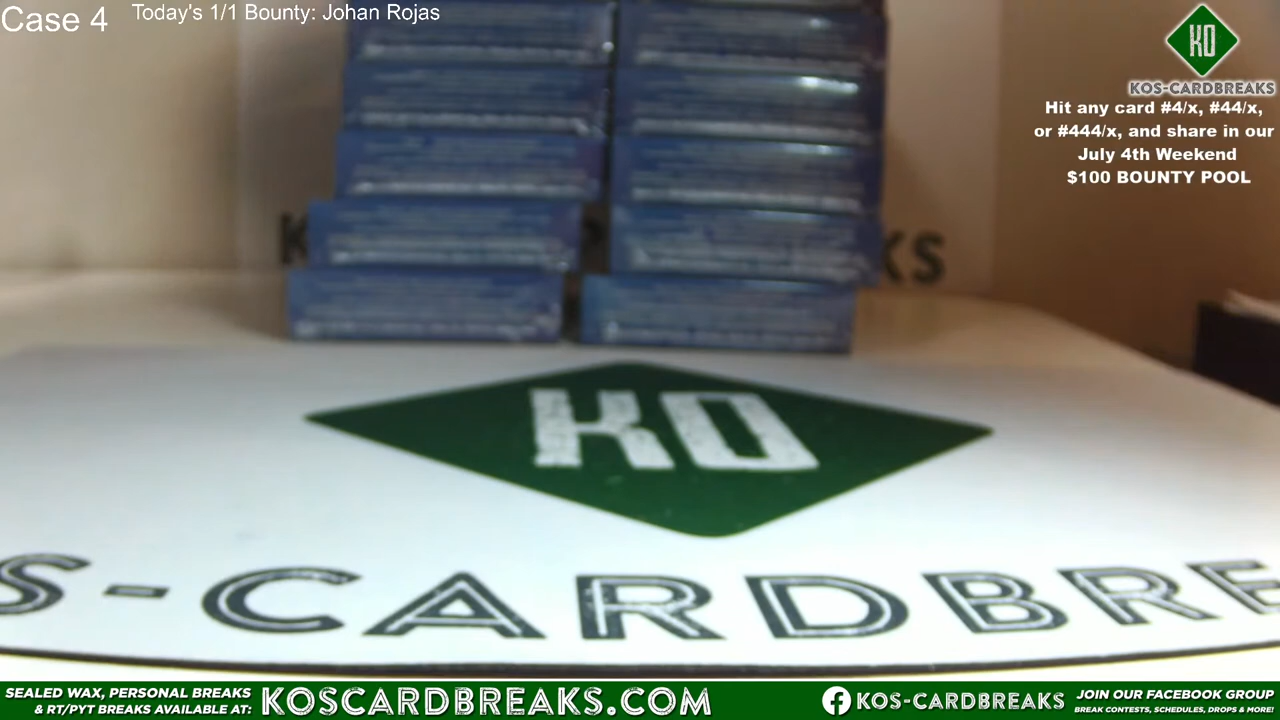 Case 4
Today's 1/1 Bounty: Johan Rojas
KO
KOS-CARDBREAKS
Hit any card #4/x, #44/x,
or #444/x, and share in our
July 4th Weekend
$100 BOUNTY POOL
K
KS
KO
S-CARDBRE
SEALED WAX, PERSONAL BREAKS
& RT/PYT BREAKS AVAILABLE AT:
KOSCARDBREAKS.COM
KOS-CARDBREAKS
JOIN OUR FACEBOOK GROUP
BREAK CONTESTS, SCHEDULES, DROPS & MORE!